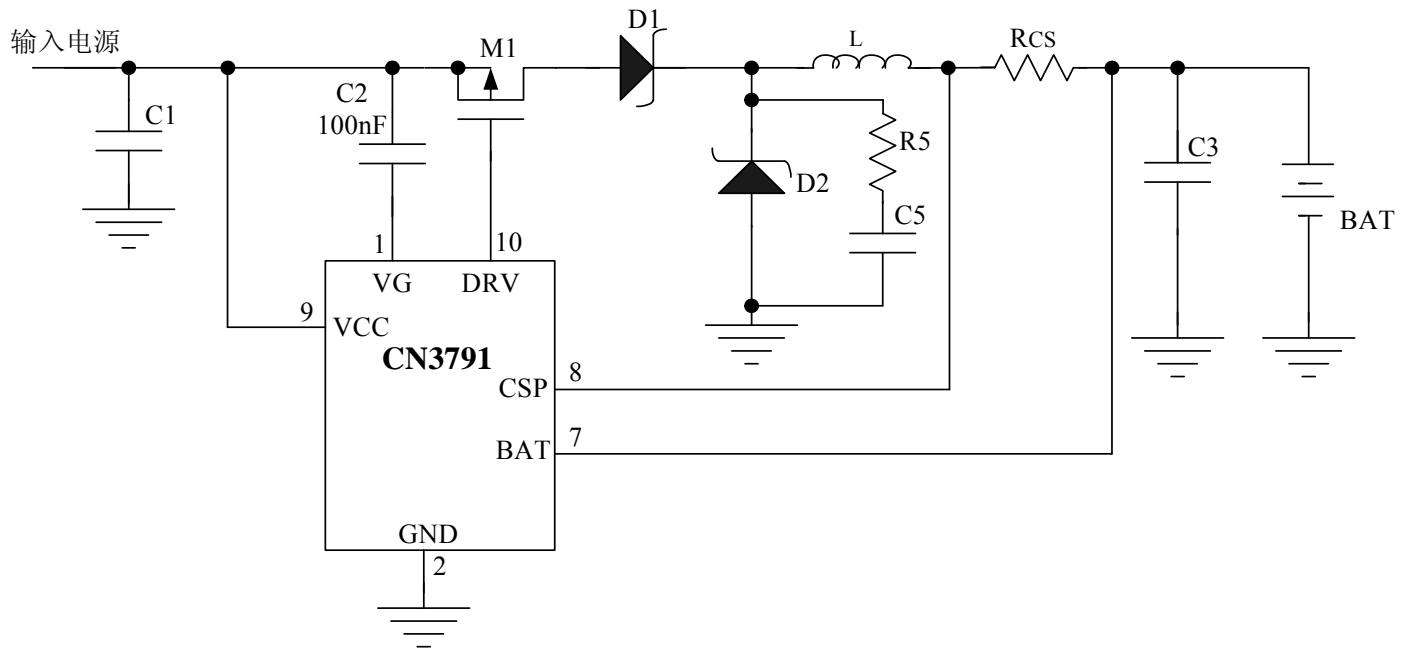 输入电源
D1
M1
L
RCS
C2
100nF
C1
R5
C3
D2
C5
BAT
1
10
VG
DRV
9
VCC
CN3791
CSP
8
BAT
7
GND
2